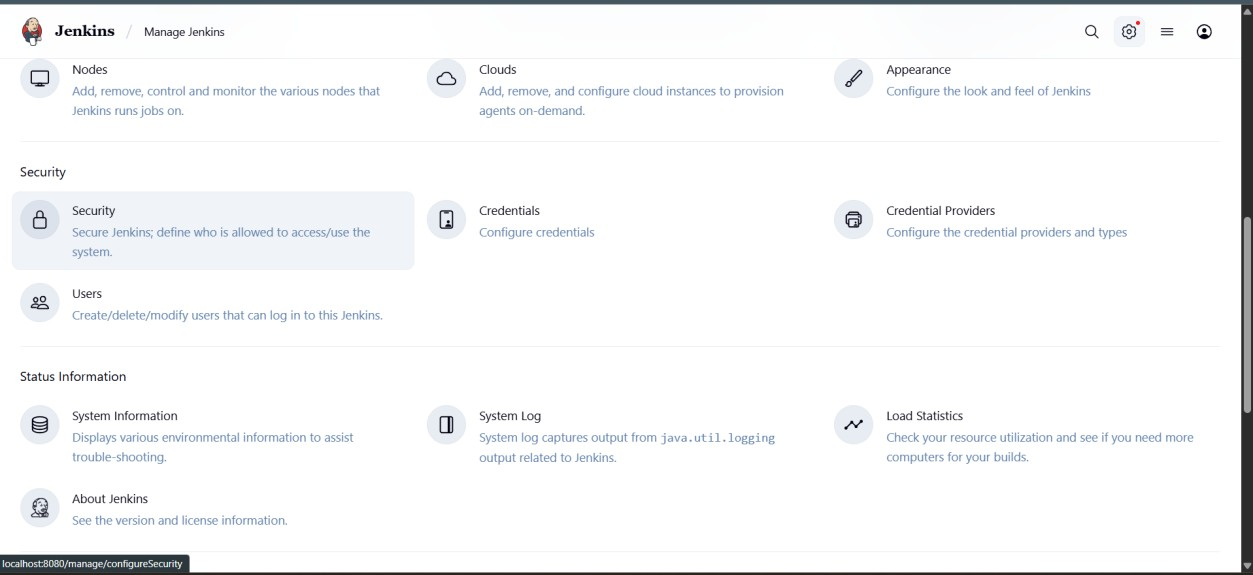 Jenkins / Manage Jenkins
Nodes
Add, remove, control and monitor the various nodes that
Jenkins runs jobs on.
Clouds
Add, remove, and configure cloud instances to provision
agents on-demand.
Appearance
Configure the look and feel of Jenkins
Security
Security
Secure Jenkins; define who is allowed to access/use the
system.
Credentials
Configure credentials
Credential Providers
Configure the credential providers and types
Users
Create/delete/modify users that can log in to this Jenkins.
Status Information
System Information
Displays various environmental information to assist
trouble-shooting.
System Log
System log captures output from java.util.logging
output related to Jenkins.
Load Statistics
Check your resource utilization and see if you need more
computers for your builds.
About Jenkins
See the version and license information.
localhost:8080/manage/configureSecurity